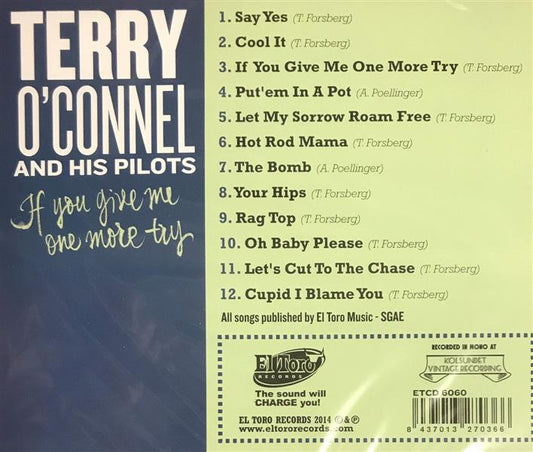 TERRY
O'CONNEL
AND HIS PILOTS
If you give me
one more try
1. Say Yes (T. Forsberg)
2. Cool It (T. Forsberg)
3. If You Give Me One More Try (T. Forsberg)
4. Put'em In A Pot (A. Poellinger)
5. Let My Sorrow Roam Free (T. Forsberg)
6. Hot Rod Mama (T. Forsberg)
7. The Bomb (A. Poellinger)
8. Your Hips (T. Forsberg)
9. Rag Top (T. Forsberg)
10. Oh Baby Please (T. Forsberg)
11. Let's Cut To The Chase (T. Forsberg)
12. Cupid I Blame You (T. Forsberg)
All songs published by El Toro Music - SGAE
El Toro
RECORDS
The sound will
CHARGE you!
EL TORO RECORDS 2014 © & ℗
www.eltororecords.com
RECORDED IN MONO AT
KOLSUNDET
VINTAGE RECORDING
ETCD 6060
8 437013 270366